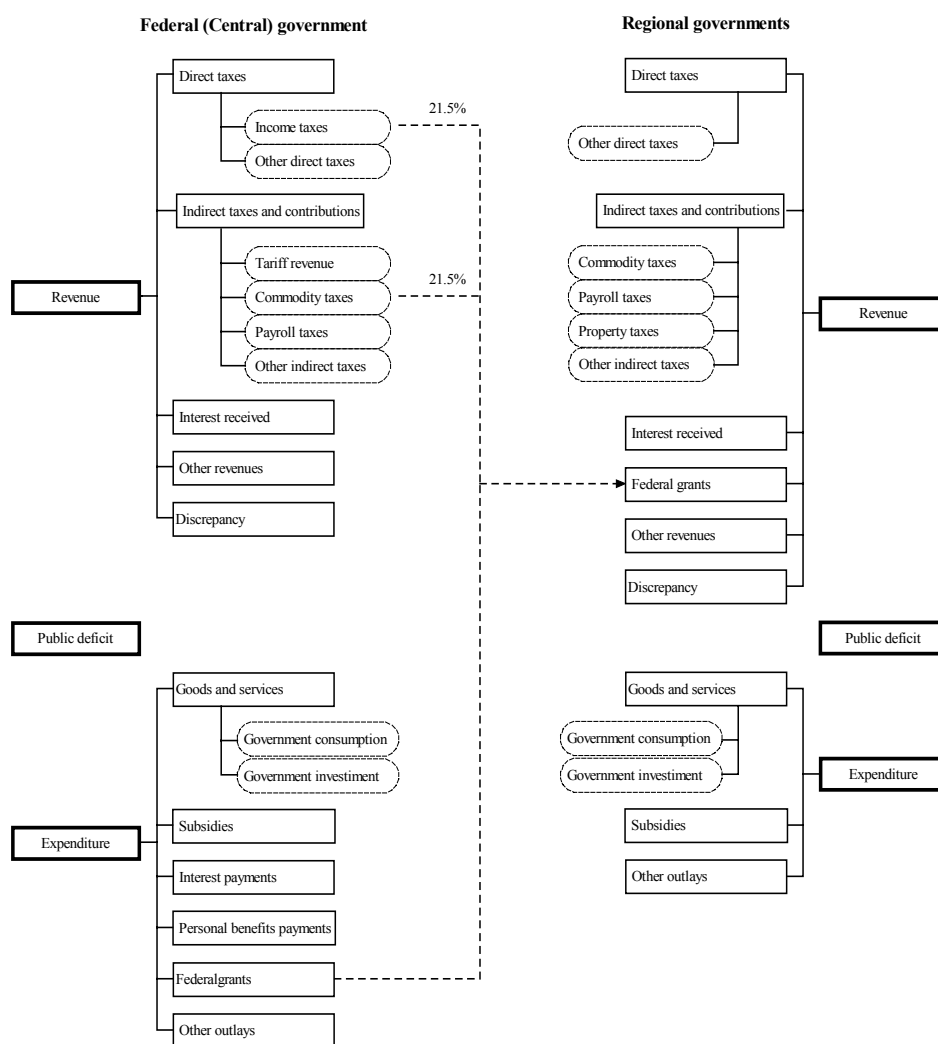 Federal (Central) government
Direct taxes
Income taxes
21.5%
Other direct taxes
Indirect taxes and contributions
Tariff revenue
Commodity taxes
21.5%
Payroll taxes
Other indirect taxes
Revenue
Interest received
Other revenues
Discrepancy
Public deficit
Goods and services
Government consumption
Government investiment
Expenditure
Subsidies
Interest payments
Personal benefits payments
Federalgrants
Other outlays
Regional governments
Direct taxes
Other direct taxes
Indirect taxes and contributions
Commodity taxes
Payroll taxes
Property taxes
Other indirect taxes
Revenue
Interest received
Federal grants
Other revenues
Discrepancy
Public deficit
Goods and services
Government consumption
Government investiment
Expenditure
Subsidies
Other outlays